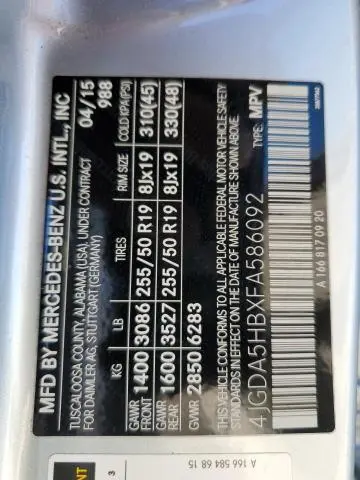 MFD BY MERCEDES-BENZ U.S. INTL., INC
TUSCALOOSA COUNTY, ALABAMA (USA), UNDER CONTRACT 04/15
FOR DAIMLER AG, STUTTGART (GERMANY) 988
KG LB TIRES RIM SIZE COLD KPA(PSI)
GAWR FRONT 1400 3086 255/50 R19 8Jx19 310(45)
GAWR REAR 1600 3527 255/50 R19 8Jx19 330(48)
GVWR 2850 6283
THIS VEHICLE CONFORMS TO ALL APPLICABLE FEDERAL MOTOR VEHICLE SAFETY
STANDARDS IN EFFECT ON THE DATE OF MANUFACTURE SHOWN ABOVE.
4JGDA5HBXFA586092 TYPE: MPV
A 166 817 09 20
A 166 584 68 15
3